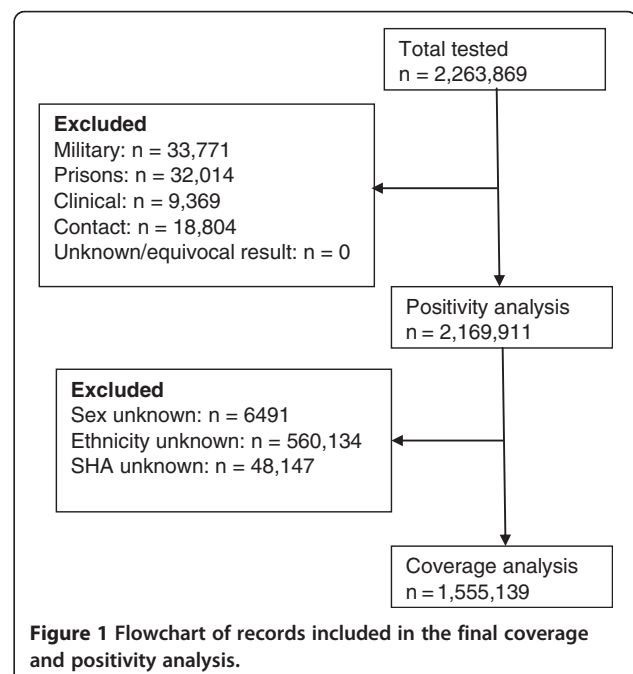 Total tested
n = 2,263,869
Excluded
Military: n = 33,771
Prisons: n = 32,014
Clinical: n = 9,369
Contact: n = 18,804
Unknown/equivocal result: n = 0
Positivity analysis
n = 2,169,911
Excluded
Sex unknown: n = 6491
Ethnicity unknown: n = 560,134
SHA unknown: n = 48,147
Coverage analysis
n = 1,555,139
Figure 1 Flowchart of records included in the final coverage
and positivity analysis.